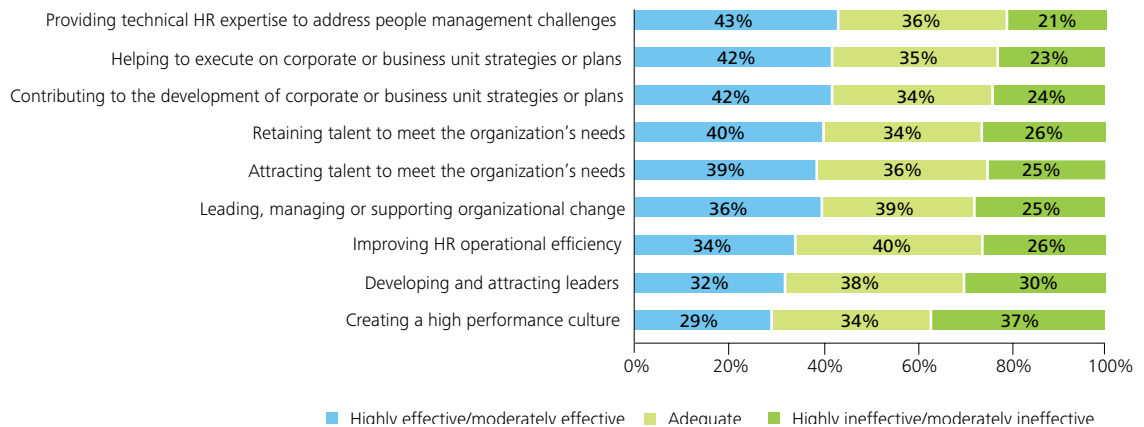 Providing technical HR expertise to address people management challenges 43% 36% 21%
Helping to execute on corporate or business unit strategies or plans 42% 35% 23%
Contributing to the development of corporate or business unit strategies or plans 42% 34% 24%
Retaining talent to meet the organization’s needs 40% 34% 26%
Attracting talent to meet the organization’s needs 39% 36% 25%
Leading, managing or supporting organizational change 36% 39% 25%
Improving HR operational efficiency 34% 40% 26%
Developing and attracting leaders 32% 38% 30%
Creating a high performance culture 29% 34% 37%
0% 20% 40% 60% 80% 100%
Highly effective/moderately effective Adequate Highly ineffective/moderately ineffective